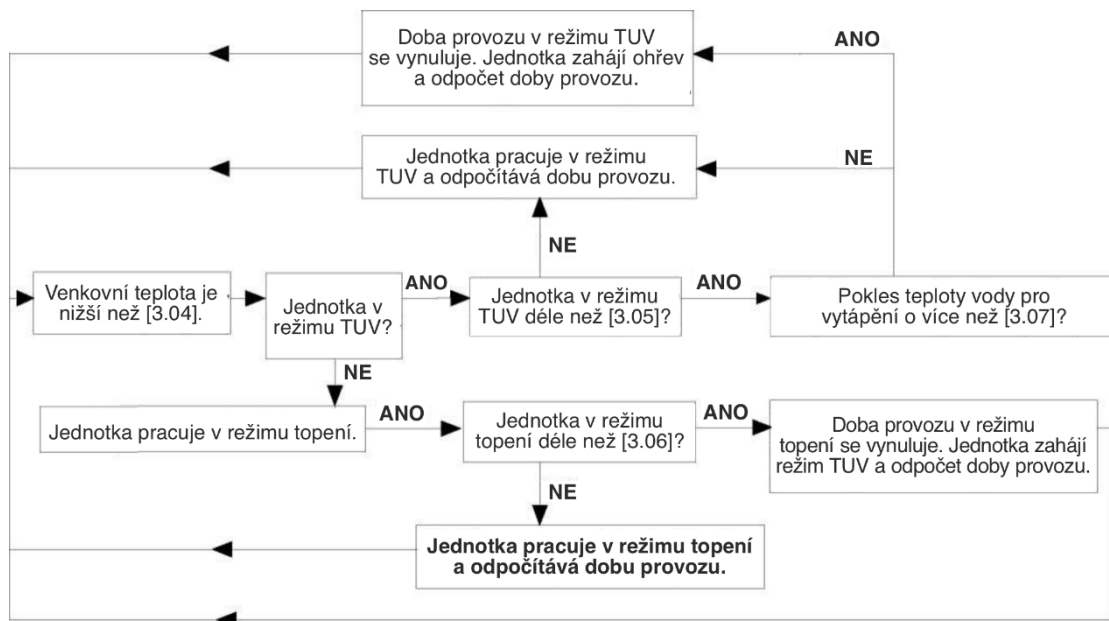 Doba provozu v režimu TUV
se vynuluje. Jednotka zahájí ohřev
a odpočet doby provozu.
ANO
Jednotka pracuje v režimu
TUV a odpočítává dobu provozu.
NE
NE
Venkovní teplota je
nižší než [3.04].
Jednotka v
režimu TUV?
ANO
Jednotka v režimu
TUV déle než [3.05]?
ANO
Pokles teploty vody pro
vytápění o více než [3.07]?
NE
Jednotka pracuje v režimu topení.
ANO
Jednotka v režimu
topení déle než [3.06]?
ANO
Doba provozu v režimu
topení se vynuluje. Jednotka zahájí
režim TUV a odpočet doby provozu.
NE
Jednotka pracuje v režimu topení
a odpočítává dobu provozu.